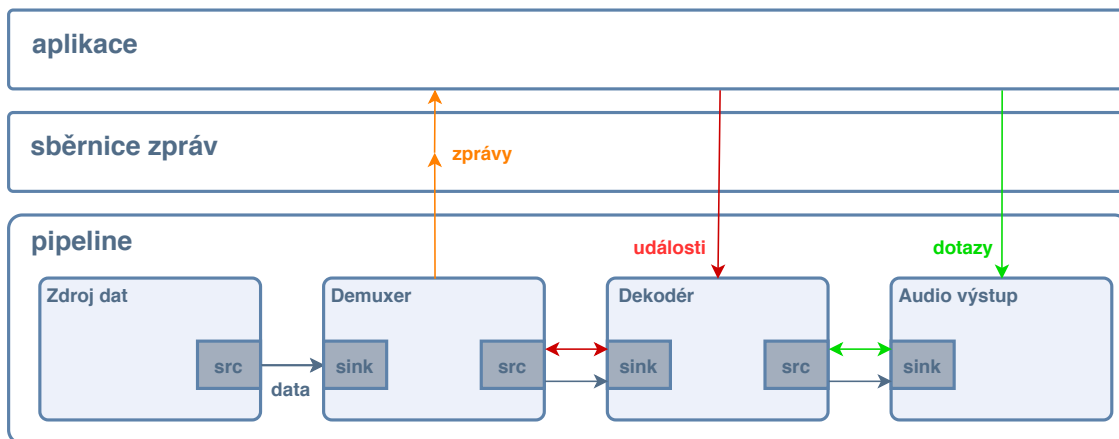 aplikace
sběrnice zpráv
zprávy
pipeline
události
dotazy
Zdroj dat
Demuxer
Dekodér
Audio výstup
src
sink
src
sink
src
sink
data